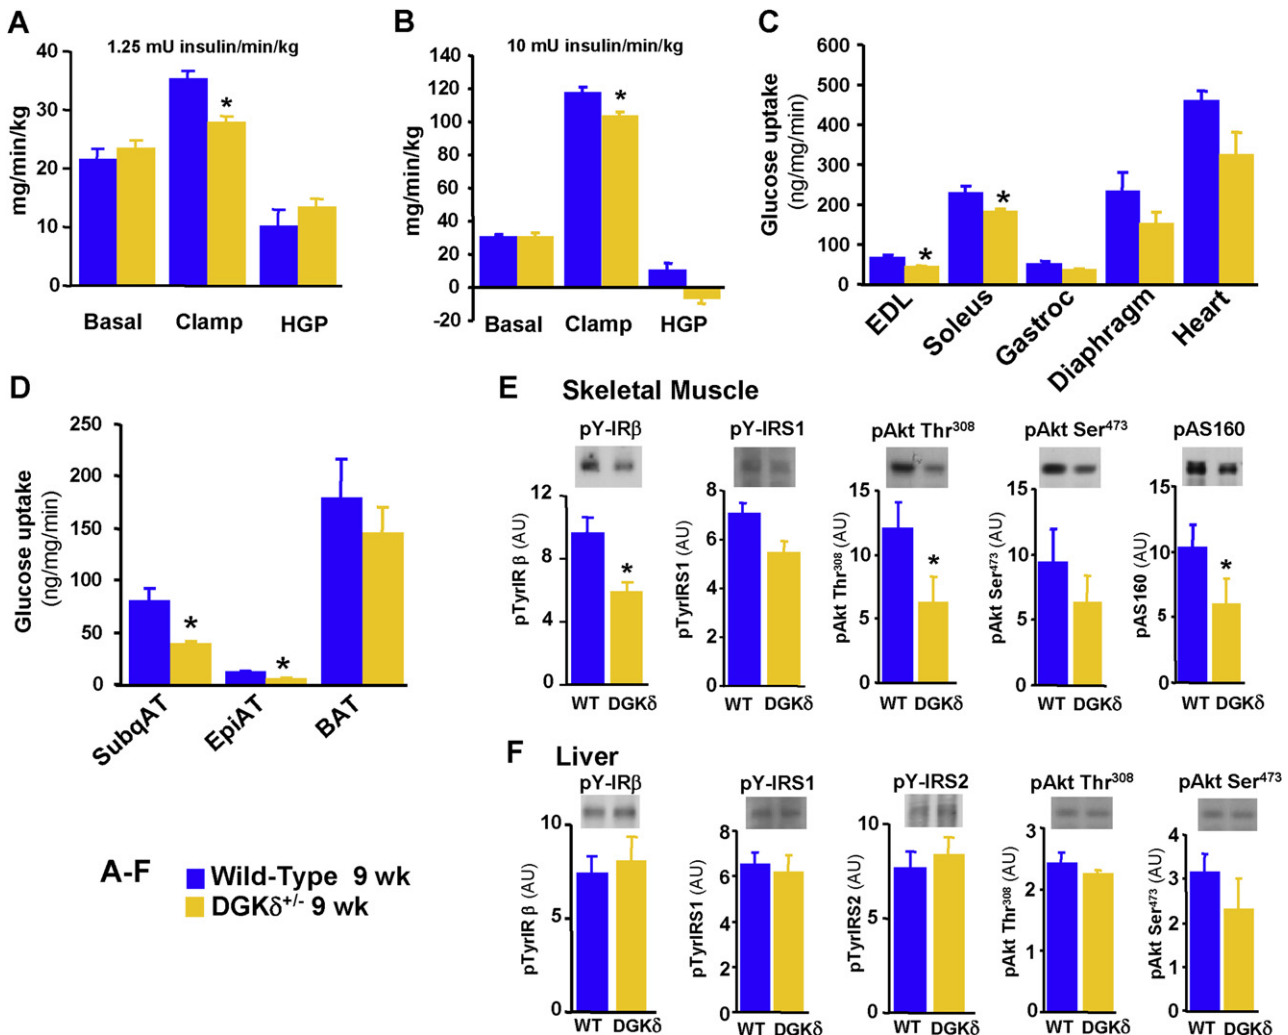 A
1.25 mU insulin/min/kg
mg/min/kg
40
30
20
10
0
Basal Clamp HGP
B
10 mU insulin/min/kg
mg/min/kg
120
100
80
60
40
20
0
-20
Basal Clamp HGP
C
Glucose uptake
(ng/mg/min)
600
500
400
300
200
100
0
EDL
Soleus
Gastroc
Diaphragm
Heart
*
*
*
*
D
Glucose uptake
(ng/mg/min)
250
200
150
100
50
0
SubqAT
EpiAT
BAT
*
*
E Skeletal Muscle
pY-IRβ
pTyrIR β (AU)
12
8
4
0
*
WT DGKδ
pY-IRS1
pTyrIRS1 (AU)
8
6
4
2
0
WT DGKδ
pAkt Thr³⁰⁸
pAkt Thr³⁰⁸ (AU)
15
10
5
0
*
WT DGKδ
pAkt Ser⁴⁷³
pAkt Ser⁴⁷³ (AU)
15
10
5
0
WT DGKδ
pAS160
pAS160 (AU)
15
10
5
0
*
WT DGKδ
F Liver
pY-IRβ
pTyrIR β (AU)
10
5
0
WT DGKδ
pY-IRS1
pTyrIRS1 (AU)
8
6
4
2
0
WT DGKδ
pY-IRS2
pTyrIRS2 (AU)
10
5
0
WT DGKδ
pAkt Thr³⁰⁸
pAkt Thr³⁰⁸ (AU)
3
2
1
0
WT DGKδ
pAkt Ser⁴⁷³
pAkt Ser⁴⁷³ (AU)
4
3
2
1
0
WT DGKδ
A-F
Wild-Type 9 wk
DGKδ⁺/⁻ 9 wk